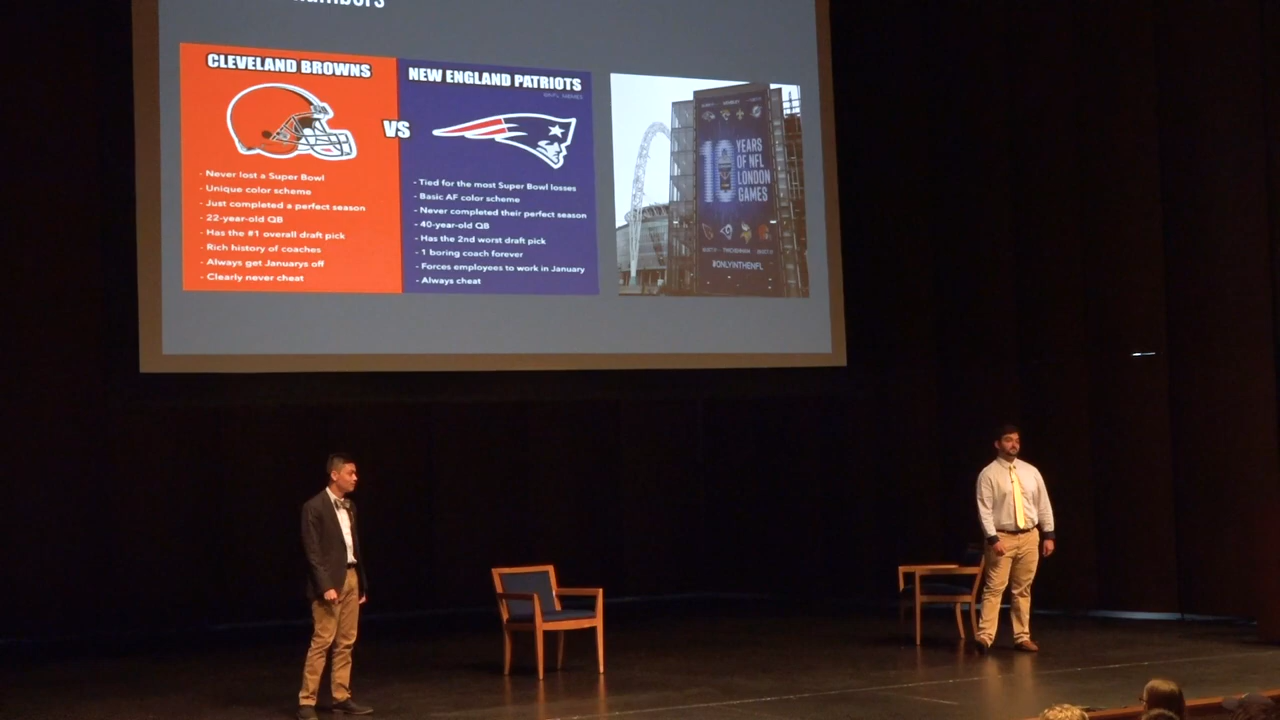 numbers
CLEVELAND BROWNS
VS
NEW ENGLAND PATRIOTS
- Never lost a Super Bowl
- Unique color scheme
- Just completed a perfect season
- 22-year-old QB
- Has the #1 overall draft pick
- Rich history of coaches
- Always get Januarys off
- Clearly never cheat
- Tied for the most Super Bowl losses
- Basic AF color scheme
- Never completed their perfect season
- 40-year-old QB
- Has the 2nd worst draft pick
- 1 boring coach forever
- Forces employees to work in January
- Always cheat
10 YEARS
OF NFL
LONDON
GAMES
#ONLYINTHENFL